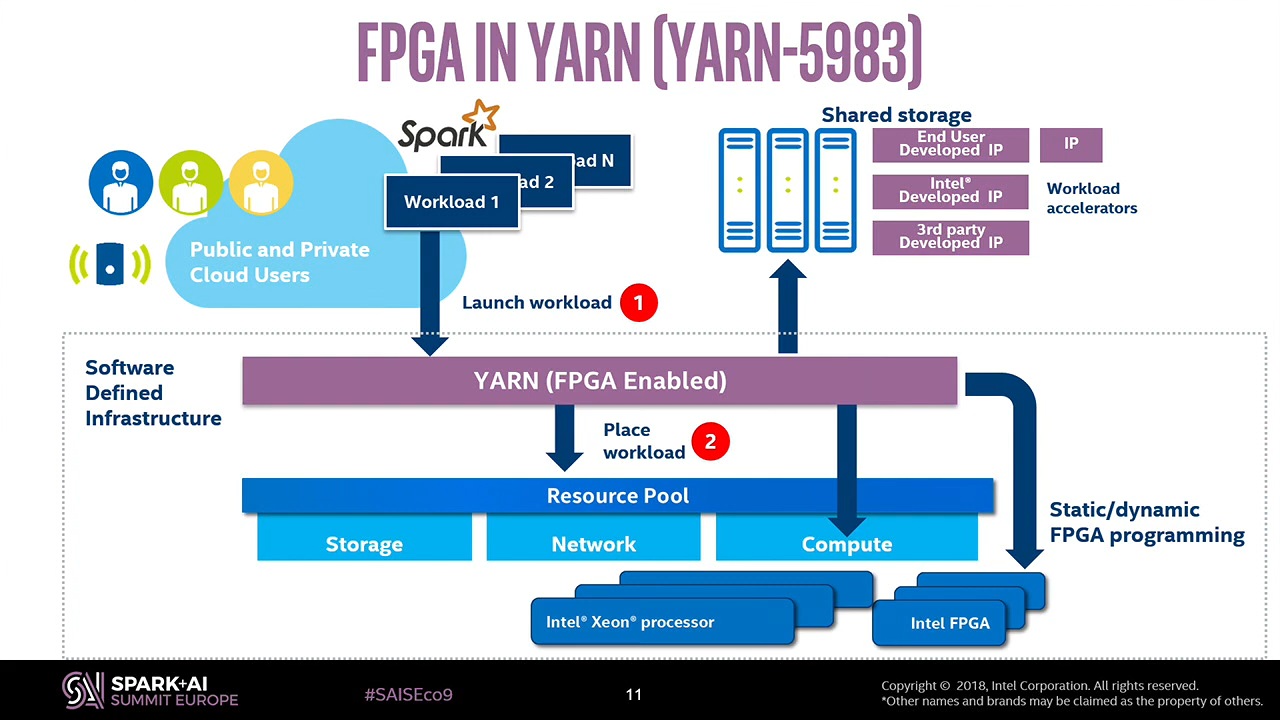 FPGA IN YARN (YARN-5983)
Spark
ad N
ad 2
Workload 1
Public and Private
Cloud Users
Launch workload 1
Shared storage
End User
Developed IP
IP
Intel®
Developed IP
3rd party
Developed IP
Workload
accelerators
Software
Defined
Infrastructure
YARN (FPGA Enabled)
Place
workload 2
Resource Pool
Storage
Network
Compute
Static/dynamic
FPGA programming
Intel® Xeon® processor
Intel FPGA
SPARK+AI
SUMMIT EUROPE
#SAISEco9
11
Copyright © 2018, Intel Corporation. All rights reserved.
*Other names and brands may be claimed as the property of others.